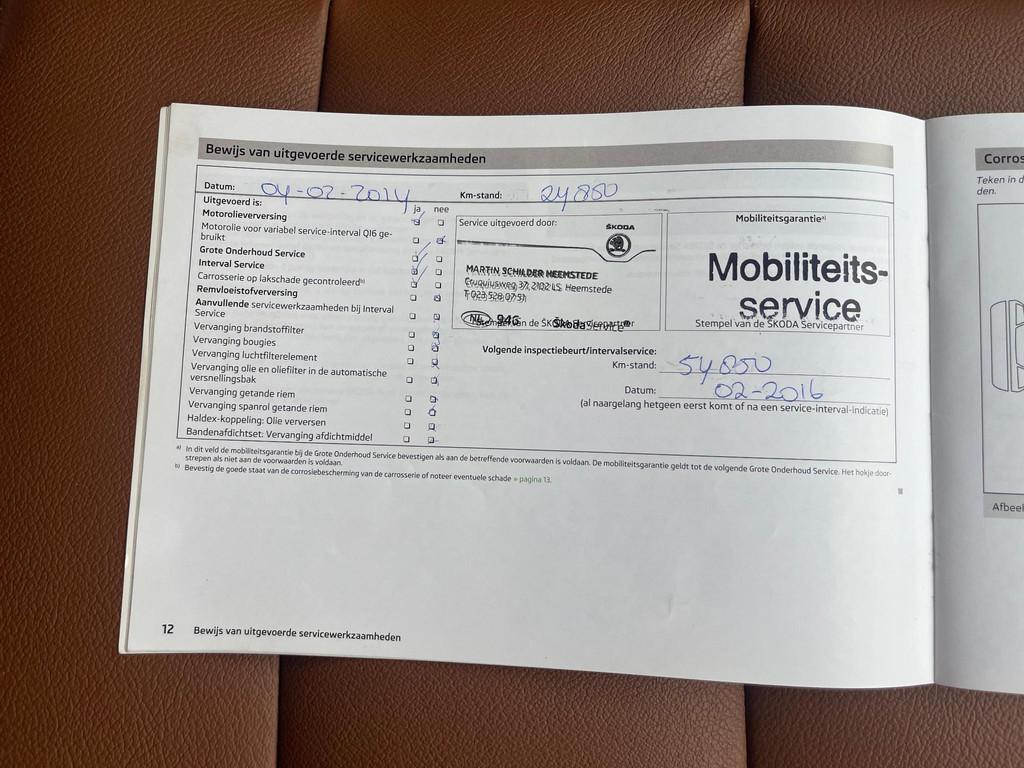 Bewijs van uitgevoerde servicewerkzaamheden
Datum: 04-02-2014 Km-stand: 24850
Uitgevoerd is: ja nee
Motorolieverversing
Motorolie voor variabel service-interval QI6 ge-
bruikt
Grote Onderhoud Service
Interval Service
Carrosserie op lakschade gecontroleerd b)
Remvloeistofverversing
Aanvullende servicewerkzaamheden bij Interval
Service
Vervanging brandstoffilter
Vervanging bougies
Vervanging luchtfilterelement
Vervanging olie en oliefilter in de automatische
versnellingsbak
Vervanging getande riem
Vervanging spanrol getande riem
Haldex-koppeling: Olie verversen
Bandenafdichtset: Vervanging afdichtmiddel
Service uitgevoerd door:
ŠKODA
MARTIN SCHILDER HEEMSTEDE
Cruquiusweg 37, 2102 LS Heemstede
T 023 528 07 51
NL 946 Škoda Service
Stempel van de ŠKODA Servicepartner
Mobiliteitsgarantie a)
Mobiliteits-
service
Stempel van de ŠKODA Servicepartner
Volgende inspectiebeurt/intervalservice:
Km-stand: 54850
Datum: 02-2016
(al naargelang hetgeen eerst komt of na een service-interval-indicatie)
a) In dit veld de mobiliteitsgarantie bij de Grote Onderhoud Service bevestigen als aan de betreffende voorwaarden is voldaan. De mobiliteitsgarantie geldt tot de volgende Grote Onderhoud Service. Het hokje door-
strepen als niet aan de voorwaarden is voldaan.
b) Bevestig de goede staat van de corrosiebescherming van de carrosserie of noteer eventuele schade » pagina 13.
12 Bewijs van uitgevoerde servicewerkzaamheden
Corros
Teken in d
den.
Afbeel